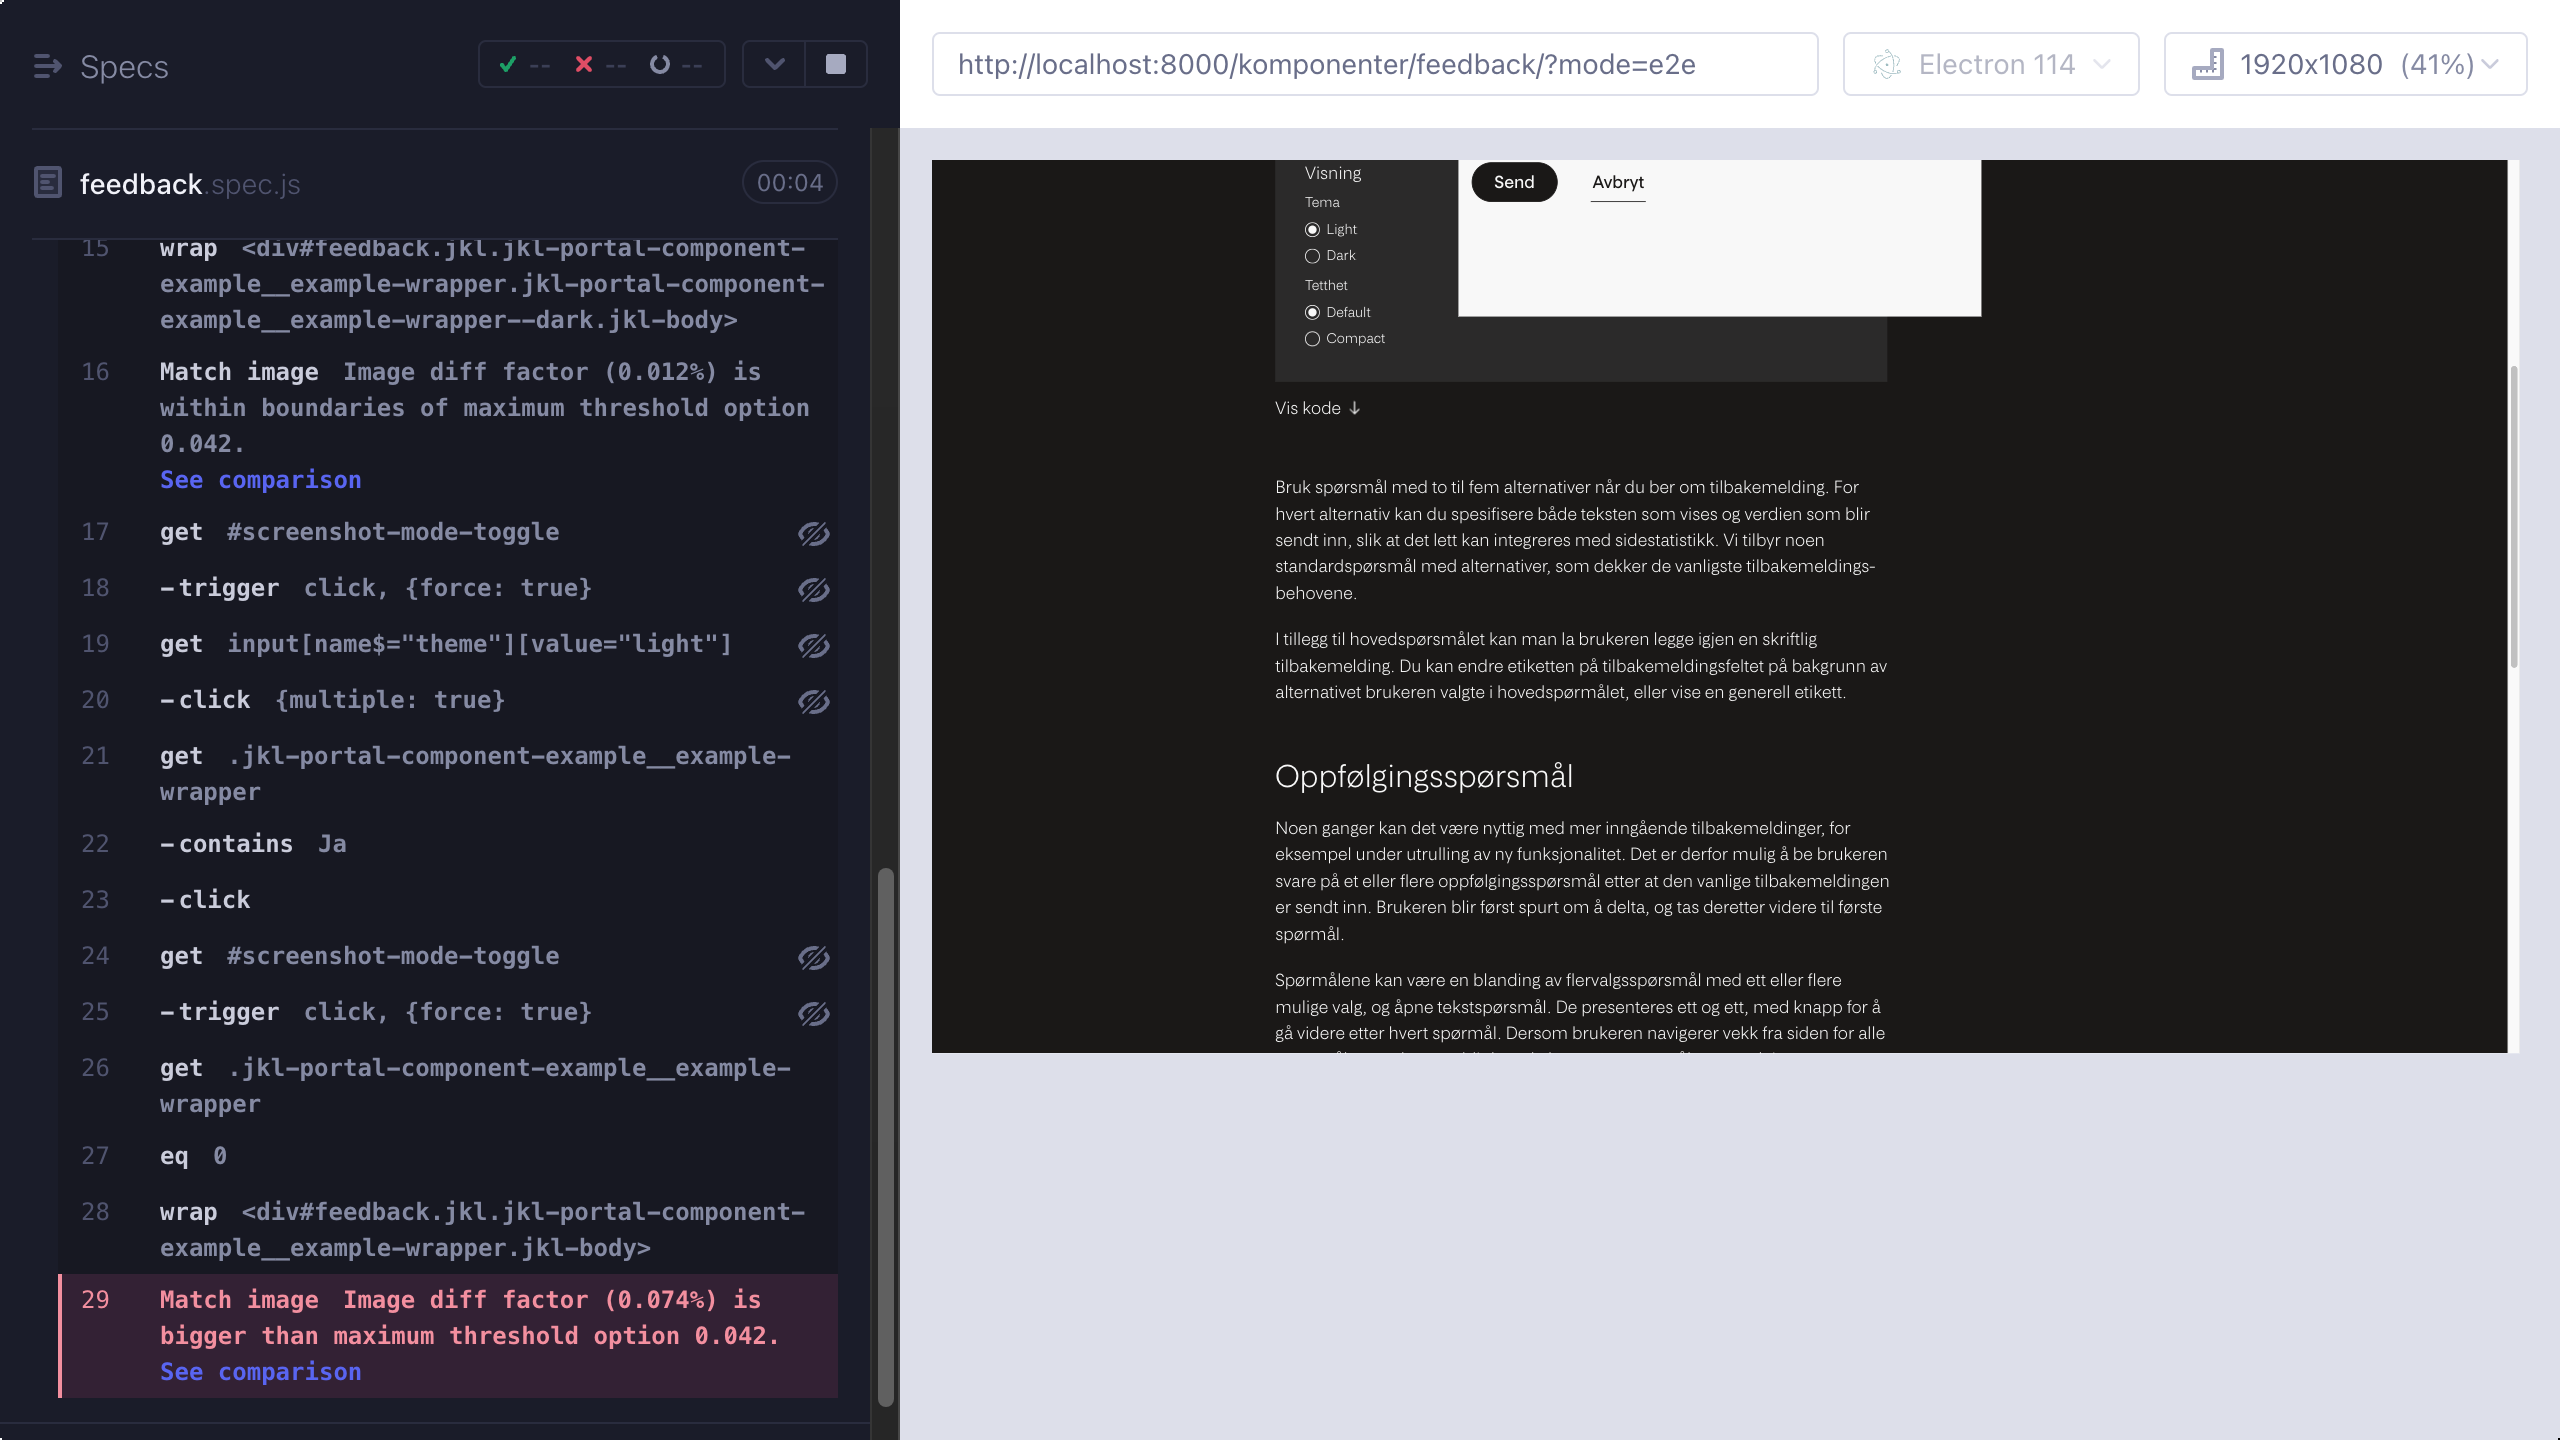 Specs
-- -- --
feedback.spec.js
00:04
15 wrap <div#feedback.jkl.jkl-portal-component-
example__example-wrapper.jkl-portal-component-
example__example-wrapper--dark.jkl-body>
16 Match image Image diff factor (0.012%) is
within boundaries of maximum threshold option
0.042.
See comparison
17 get #screenshot-mode-toggle
18 -trigger click, {force: true}
19 get input[name$="theme"][value="light"]
20 -click {multiple: true}
21 get .jkl-portal-component-example__example-
wrapper
22 -contains Ja
23 -click
24 get #screenshot-mode-toggle
25 -trigger click, {force: true}
26 get .jkl-portal-component-example__example-
wrapper
27 eq 0
28 wrap <div#feedback.jkl.jkl-portal-component-
example__example-wrapper.jkl-body>
29 Match image Image diff factor (0.074%) is
bigger than maximum threshold option 0.042.
See comparison
http://localhost:8000/komponenter/feedback/?mode=e2e
Electron 114
1920x1080 (41%)
Visning
Tema
Light
Dark
Tetthet
Default
Compact
Send
Avbryt
Vis kode ↓
Bruk spørsmål med to til fem alternativer når du ber om tilbakemelding. For
hvert alternativ kan du spesifisere både teksten som vises og verdien som blir
sendt inn, slik at det lett kan integreres med sidestatistikk. Vi tilbyr noen
standardspørsmål med alternativer, som dekker de vanligste tilbakemeldings-
behovene.
I tillegg til hovedspørsmålet kan man la brukeren legge igjen en skriftlig
tilbakemelding. Du kan endre etiketten på tilbakemeldingsfeltet på bakgrunn av
alternativet brukeren valgte i hovedspørmålet, eller vise en generell etikett.
Oppfølgingsspørsmål
Noen ganger kan det være nyttig med mer inngående tilbakemeldinger, for
eksempel under utrulling av ny funksjonalitet. Det er derfor mulig å be brukeren
svare på et eller flere oppfølgingsspørsmål etter at den vanlige tilbakemeldingen
er sendt inn. Brukeren blir først spurt om å delta, og tas deretter videre til første
spørmål.
Spørmålene kan være en blanding av flervalgsspørsmål med ett eller flere
mulige valg, og åpne tekstspørsmål. De presenteres ett og ett, med knapp for å
gå videre etter hvert spørmål. Dersom brukeren navigerer vekk fra siden for alle